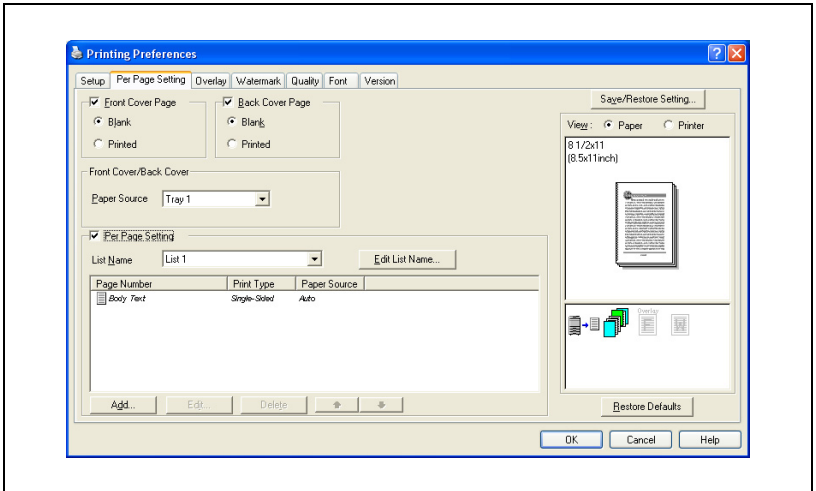 Printing Preferences
Setup Per Page Setting Overlay Watermark Quality Font Version
Front Cover Page
Blank
Printed
Back Cover Page
Blank
Printed
Front Cover/Back Cover
Paper Source Tray 1
Per Page Setting
List Name List 1 Edit List Name...
Page Number Print Type Paper Source
Body Text Single-Sided Auto
Add... Edit... Delete
Save/Restore Setting...
View : Paper Printer
8 1/2x11
(8.5x11inch)
Overlay
Restore Defaults
OK Cancel Help